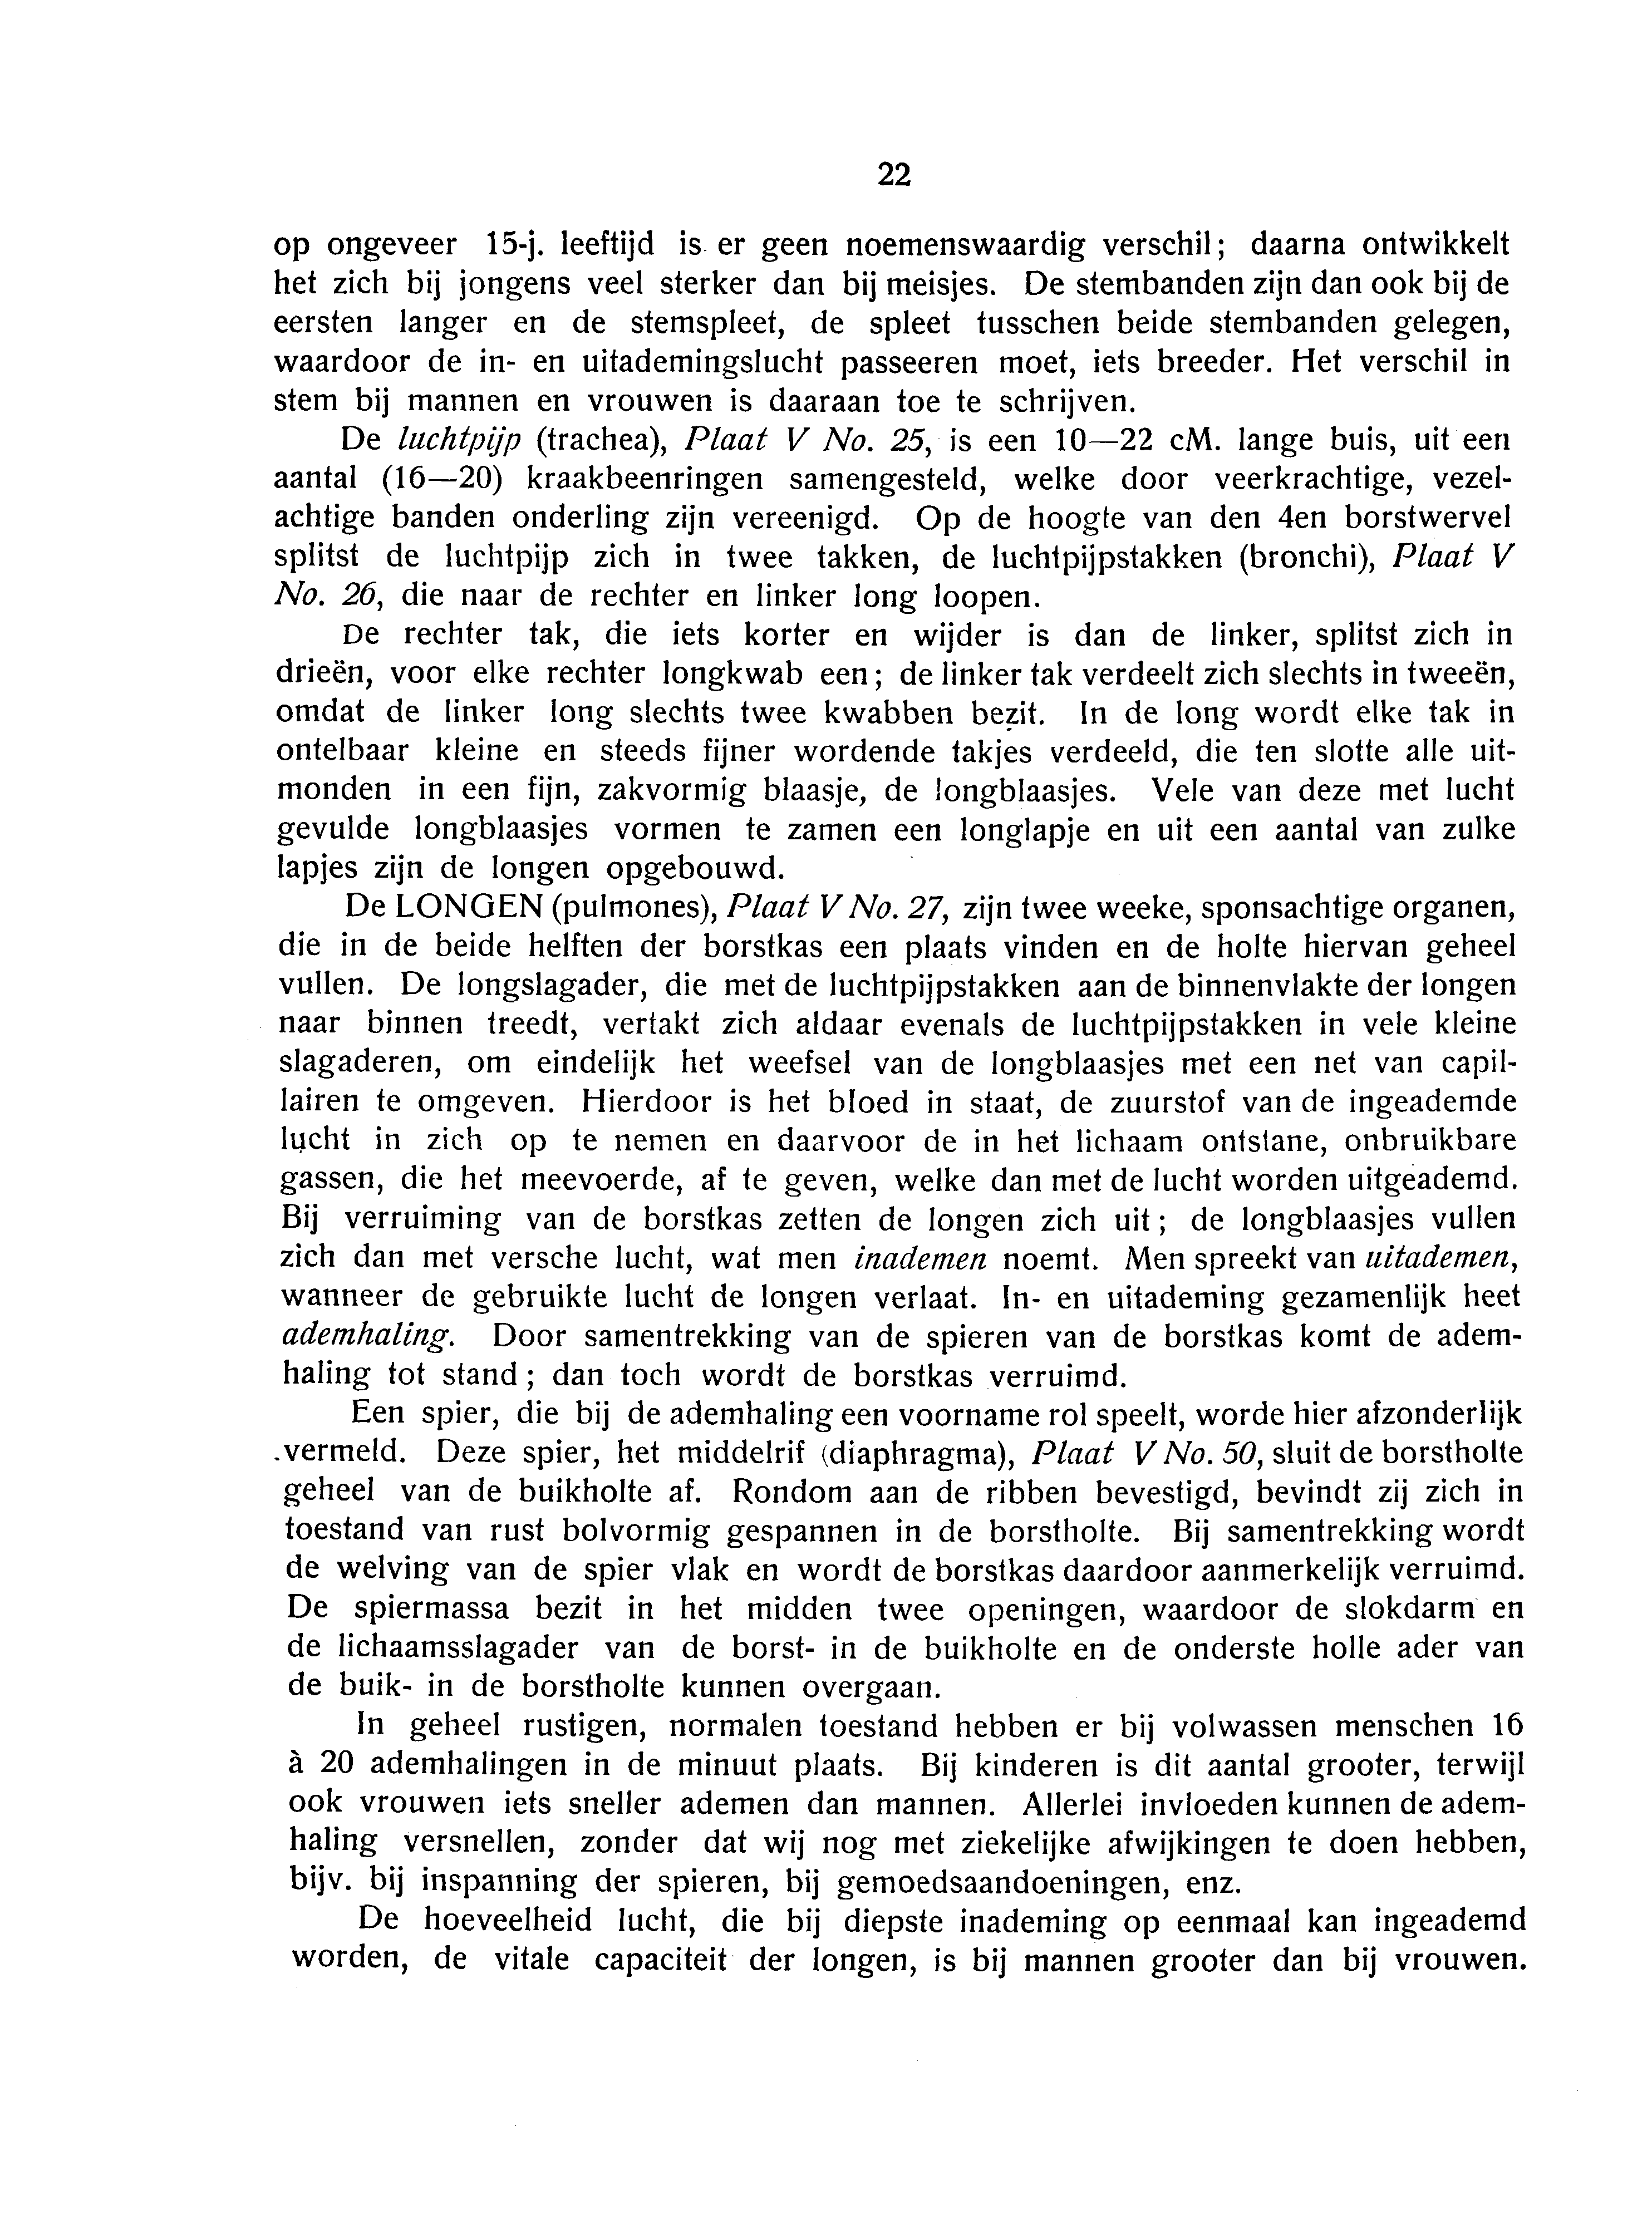 22
op ongeveer 15-j. leeftijd is er geen noemenswaardig verschil; daarna ontwikkelt
het zich bij jongens veel sterker dan bij meisjes. De stembanden zijn dan ook bij de
eersten langer en de stemspleet, de spleet tusschen beide stembanden gelegen,
waardoor de in- en uitademingslucht passeeren moet, iets breeder. Het verschil in
stem bij mannen en vrouwen is daaraan toe te schrijven.
De luchtpijp (trachea), Plaat V No. 25, is een 10—22 cM. lange buis, uit een
aantal (16—20) kraakbeenringen samengesteld, welke door veerkrachtige, vezel-
achtige banden onderling zijn vereenigd. Op de hoogte van den 4en borstwervel
splitst de luchtpijp zich in twee takken, de luchtpijpstakken (bronchi), Plaat V
No. 26, die naar de rechter en linker long loopen.
De rechter tak, die iets korter en wijder is dan de linker, splitst zich in
drieën, voor elke rechter longkwab een; de linker tak verdeelt zich slechts in tweeën,
omdat de linker long slechts twee kwabben bezit. In de long wordt elke tak in
ontelbaar kleine en steeds fijner wordende takjes verdeeld, die ten slotte alle uit-
monden in een fijn, zakvormig blaasje, de longblaasjes. Vele van deze met lucht
gevulde longblaasjes vormen te zamen een longlapje en uit een aantal van zulke
lapjes zijn de longen opgebouwd.
De LONGEN (pulmones), Plaat V No. 27, zijn twee weeke, sponsachtige organen,
die in de beide helften der borstkas een plaats vinden en de holte hiervan geheel
vullen. De longslagader, die met de luchtpijpstakken aan de binnenvlakte der longen
naar binnen treedt, vertakt zich aldaar evenals de luchtpijpstakken in vele kleine
slagaderen, om eindelijk het weefsel van de longblaasjes met een net van capil-
lairen te omgeven. Hierdoor is het bloed in staat, de zuurstof van de ingeademde
lucht in zich op te nemen en daarvoor de in het lichaam ontstane, onbruikbare
gassen, die het meevoerde, af te geven, welke dan met de lucht worden uitgeademd.
Bij verruiming van de borstkas zetten de longen zich uit; de longblaasjes vullen
zich dan met versche lucht, wat men inademen noemt. Men spreekt van uitademen,
wanneer de gebruikte lucht de longen verlaat. In- en uitademing gezamenlijk heet
ademhaling. Door samentrekking van de spieren van de borstkas komt de adem-
haling tot stand; dan toch wordt de borstkas verruimd.
Een spier, die bij de ademhaling een voorname rol speelt, worde hier afzonderlijk
vermeld. Deze spier, het middelrif (diaphragma), Plaat V No. 50, sluit de borstholte
geheel van de buikholte af. Rondom aan de ribben bevestigd, bevindt zij zich in
toestand van rust bolvormig gespannen in de borstholte. Bij samentrekking wordt
de welving van de spier vlak en wordt de borstkas daardoor aanmerkelijk verruimd.
De spiermassa bezit in het midden twee openingen, waardoor de slokdarm en
de lichaamsslagader van de borst- in de buikholte en de onderste holle ader van
de buik- in de borstholte kunnen overgaan.
In geheel rustigen, normalen toestand hebben er bij volwassen menschen 16
à 20 ademhalingen in de minuut plaats. Bij kinderen is dit aantal grooter, terwijl
ook vrouwen iets sneller ademen dan mannen. Allerlei invloeden kunnen de adem-
haling versnellen, zonder dat wij nog met ziekelijke afwijkingen te doen hebben,
bijv. bij inspanning der spieren, bij gemoedsaandoeningen, enz.
De hoeveelheid lucht, die bij diepste inademing op eenmaal kan ingeademd
worden, de vitale capaciteit der longen, is bij mannen grooter dan bij vrouwen.